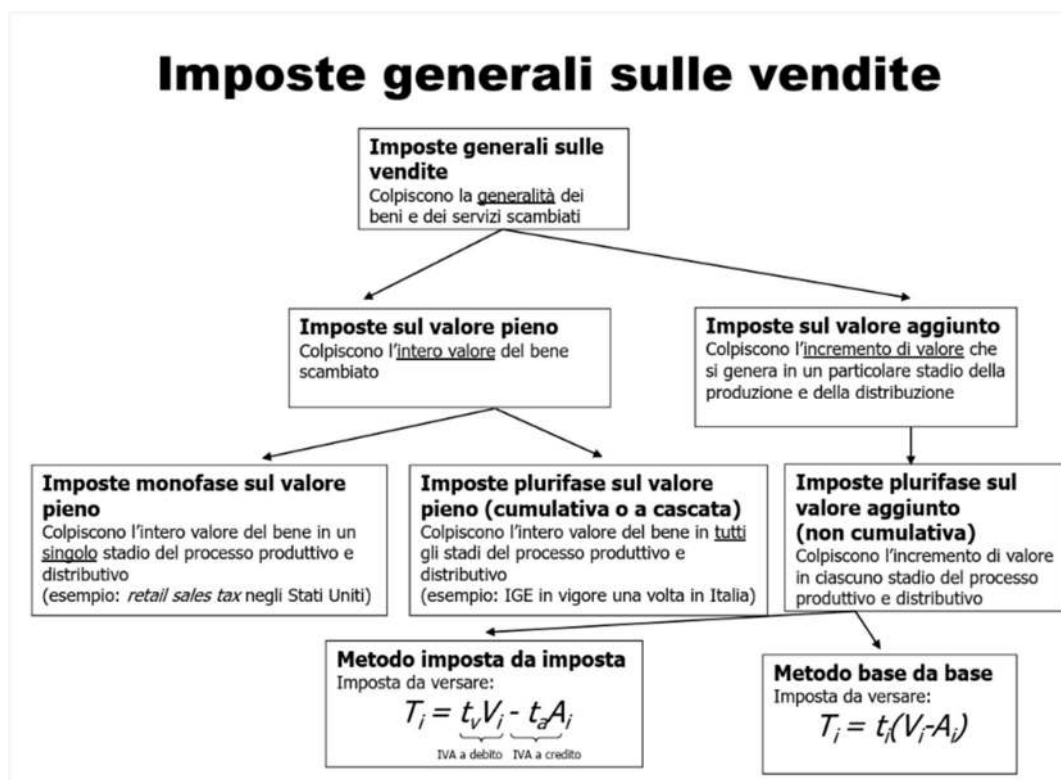 Imposte generali sulle vendite
Imposte generali sulle
vendite
Colpiscono la generalità dei
beni e dei servizi scambiati
Imposte sul valore pieno
Colpiscono l'intero valore del bene
scambiato
Imposte sul valore aggiunto
Colpiscono l'incremento di valore che
si genera in un particolare stadio della
produzione e della distribuzione
Imposte monofase sul valore
pieno
Colpiscono l'intero valore del bene in un
singolo stadio del processo produttivo e
distributivo
(esempio: retail sales tax negli Stati Uniti)
Imposte plurifase sul valore
pieno (cumulativa o a cascata)
Colpiscono l'intero valore del bene in tutti
gli stadi del processo produttivo e
distributivo
(esempio: IGE in vigore una volta in Italia)
Imposte plurifase sul
valore aggiunto
(non cumulativa)
Colpiscono l'incremento di valore
in ciascuno stadio del processo
produttivo e distributivo
Metodo imposta da imposta
Imposta da versare:
Tᵢ = tᵥVᵢ - tₐAᵢ
IVA a debito IVA a credito
Metodo base da base
Imposta da versare:
Tᵢ = tᵢ(Vᵢ-Aᵢ)